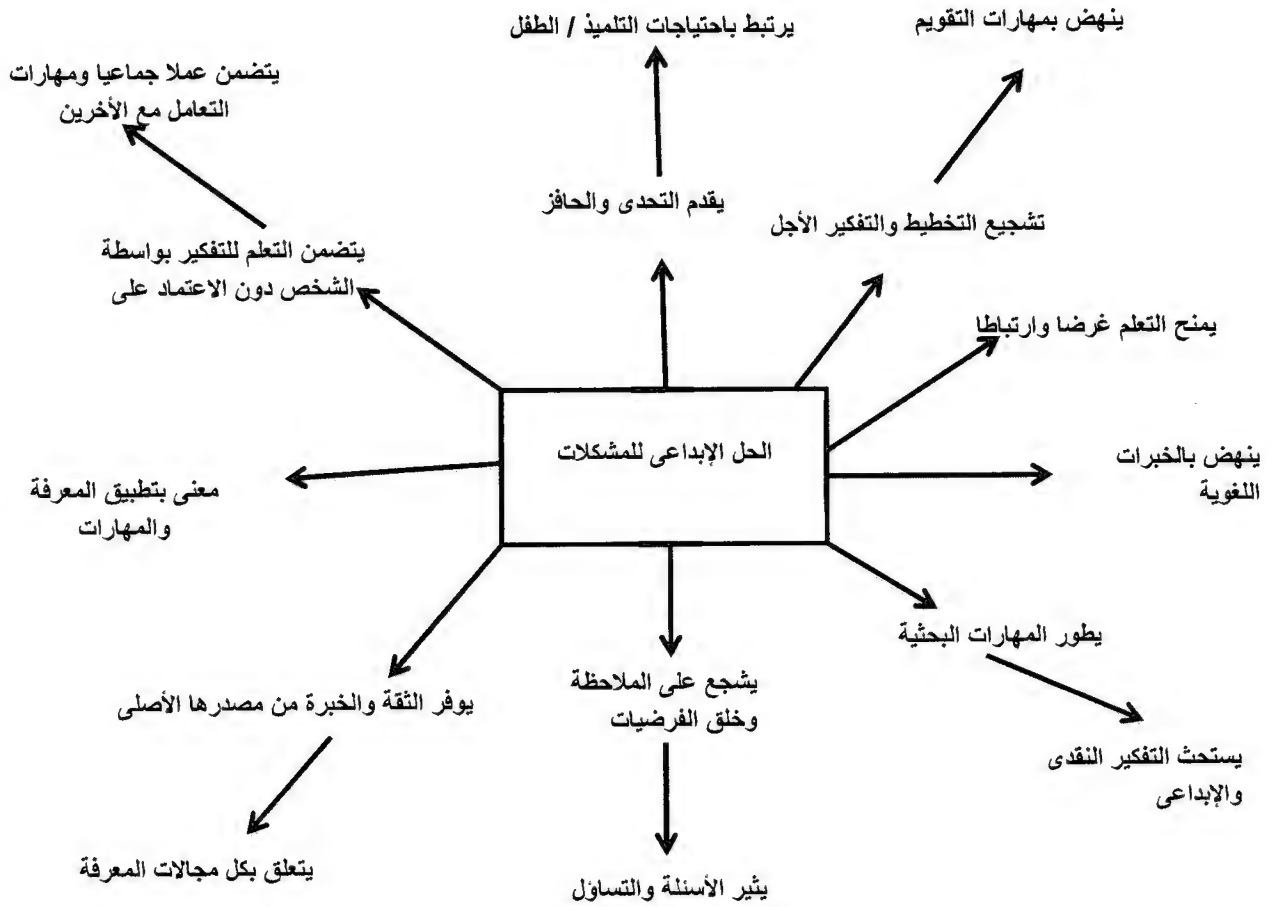 ينهض بمهارات التقويم
يرتبط باحتياجات التلميذ / الطفل
يتضمن عملا جماعيا ومهارات
التعامل مع الأخرين
يقدم التحدى والحافز
تشجيع التخطيط والتفكير الأجل
يتضمن التعلم للتفكير بواسطة
الشخص دون الاعتماد على
يمنح التعلم غرضا وارتباطا
الحل الإبداعى للمشكلات
ينهض بالخبرات
اللغوية
معنى بتطبيق المعرفة
والمهارات
يطور المهارات البحثية
يشجع على الملاحظة
وخلق الفرضيات
يوفر الثقة والخبرة من مصدرها الأصلى
يستحث التفكير النقدى
والإبداعى
يتعلق بكل مجالات المعرفة
يثير الأسئلة والتساؤل